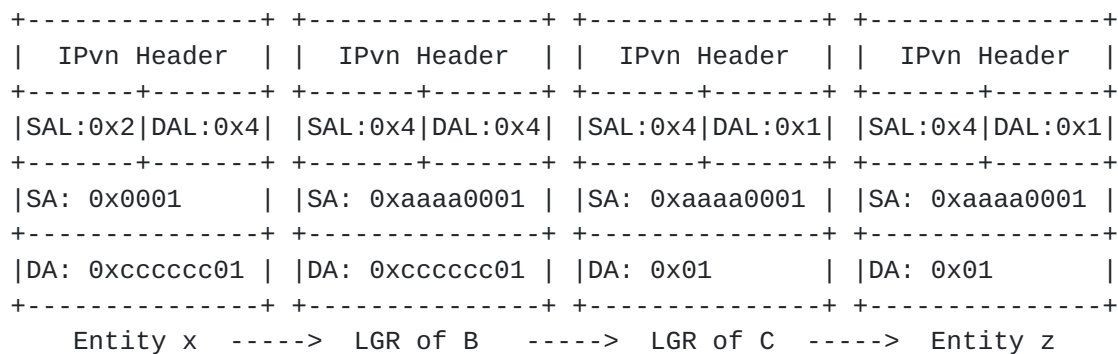 +---------------+ +---------------+ +---------------+ +---------------+
|  IPvn Header  | |  IPvn Header  | |  IPvn Header  | |  IPvn Header  |
+-------+-------+ +-------+-------+ +-------+-------+ +-------+-------+
|SAL:0x2|DAL:0x4| |SAL:0x4|DAL:0x4| |SAL:0x4|DAL:0x1| |SAL:0x4|DAL:0x1|
+-------+-------+ +-------+-------+ +-------+-------+ +-------+-------+
|SA: 0x0001     | |SA: 0xaaaa0001 | |SA: 0xaaaa0001 | |SA: 0xaaaa0001 |
+---------------+ +---------------+ +---------------+ +---------------+
|DA: 0xcccccc01 | |DA: 0xcccccc01 | |DA: 0x01       | |DA: 0x01       |
+---------------+ +---------------+ +---------------+ +---------------+
    Entity x  ----->  LGR of B   ----->  LGR of C  ----->  Entity z